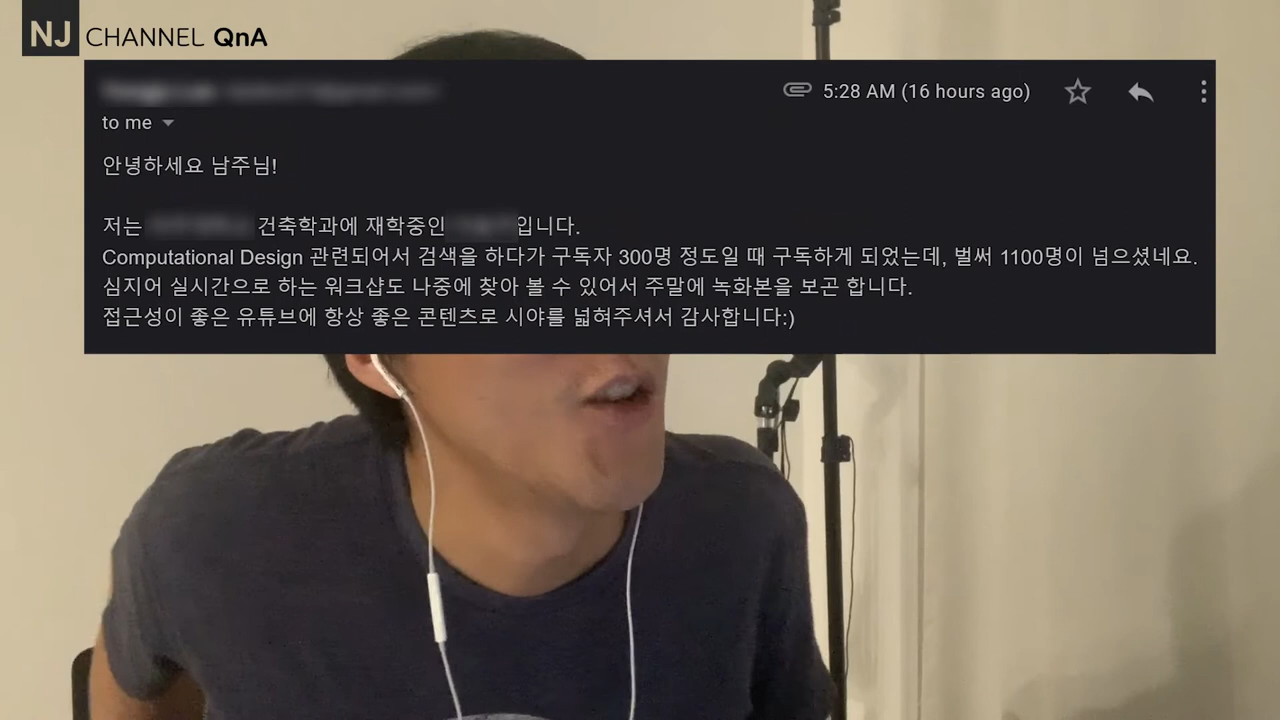 NJ CHANNEL QnA
5:28 AM (16 hours ago)
to me
안녕하세요 남주님!
저는 건축학과에 재학중인 입니다.
Computational Design 관련되어서 검색을 하다가 구독자 300명 정도일 때 구독하게 되었는데, 벌써 1100명이 넘으셨네요.
심지어 실시간으로 하는 워크샵도 나중에 찾아 볼 수 있어서 주말에 녹화본을 보곤 합니다.
접근성이 좋은 유튜브에 항상 좋은 콘텐츠로 시야를 넓혀주셔서 감사합니다:)